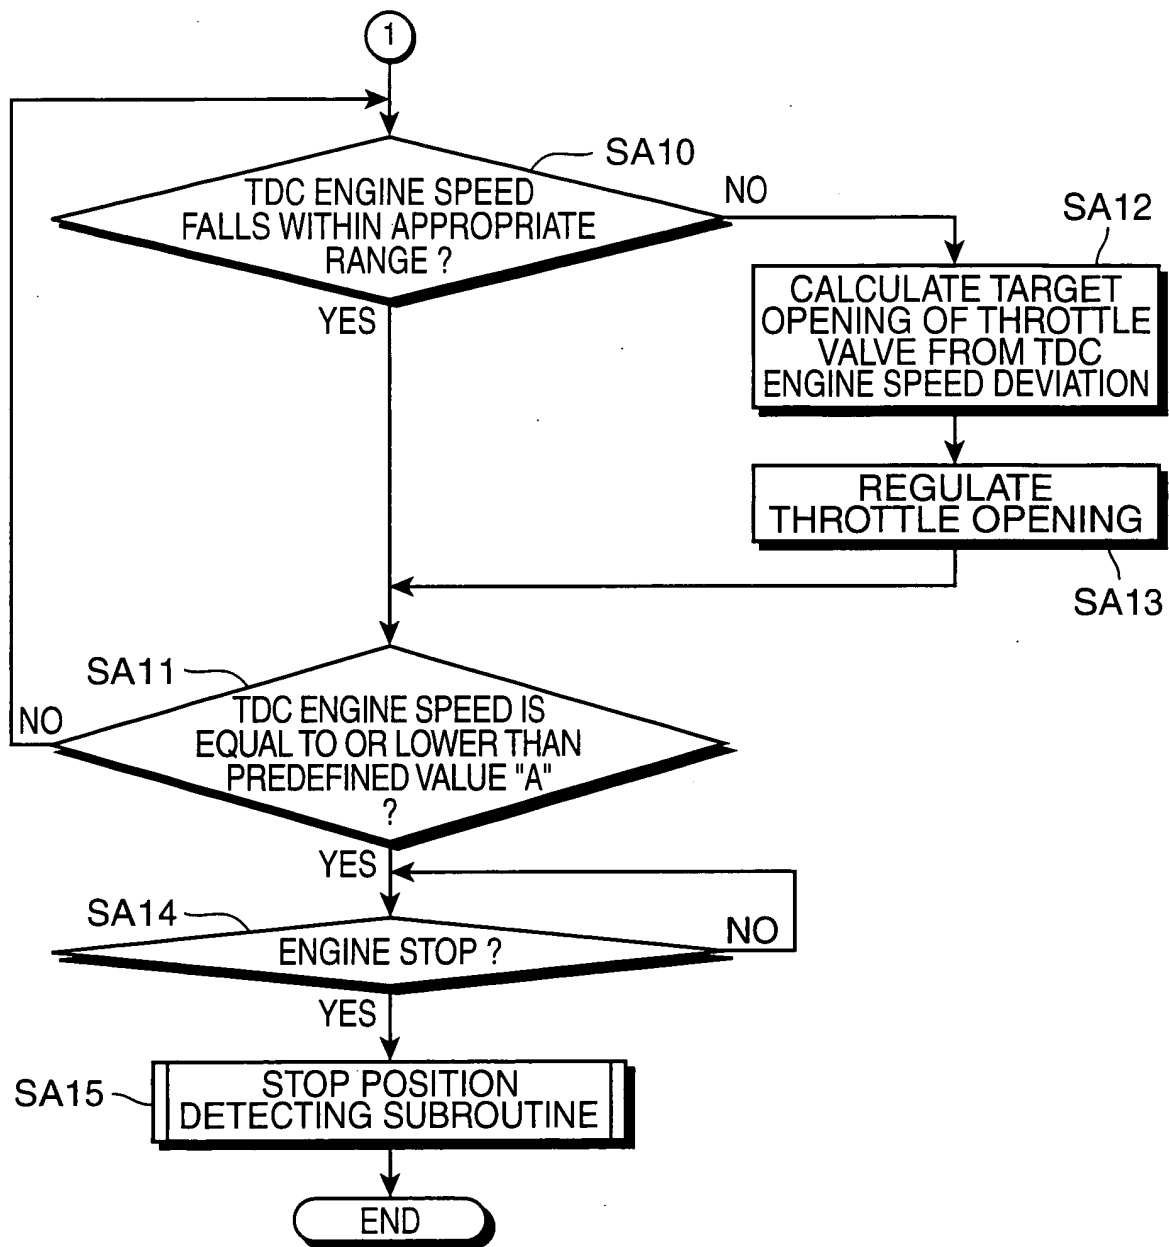 1
SA10
TDC ENGINE SPEED
FALLS WITHIN APPROPRIATE
RANGE ?
NO
YES
SA12
CALCULATE TARGET
OPENING OF THROTTLE
VALVE FROM TDC
ENGINE SPEED DEVIATION
REGULATE
THROTTLE OPENING
SA13
SA11
NO
TDC ENGINE SPEED IS
EQUAL TO OR LOWER THAN
PREDEFINED VALUE "A"
?
YES
SA14
ENGINE STOP ?
NO
YES
SA15
STOP POSITION
DETECTING SUBROUTINE
END